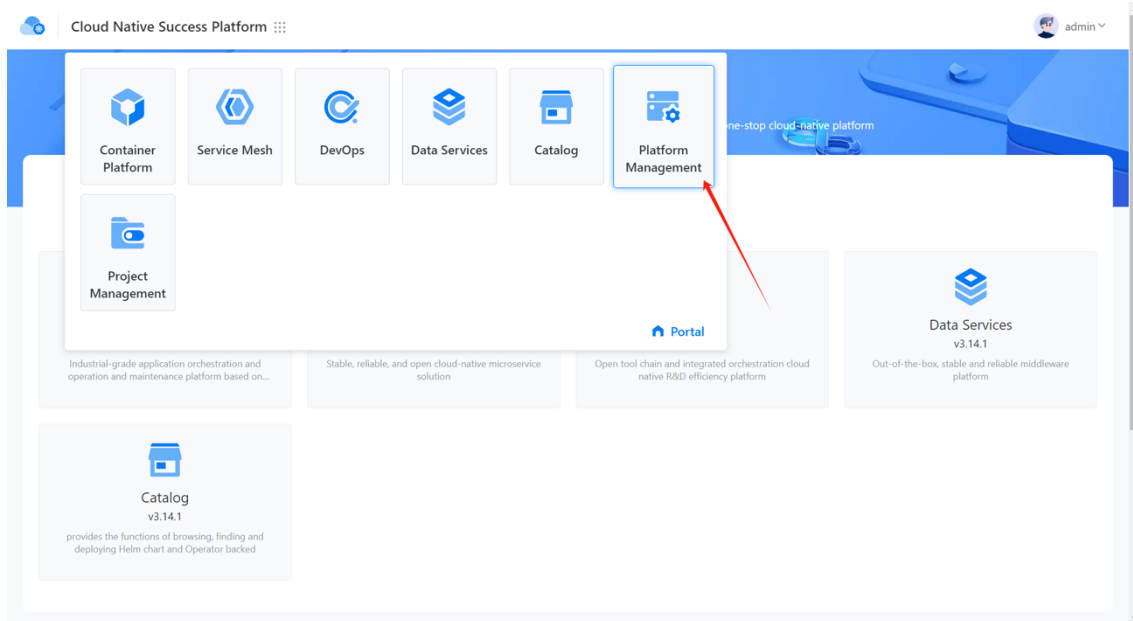 Cloud Native Success Platform
admin
Container
Platform
Service Mesh
DevOps
Data Services
Catalog
Platform
Management
one-stop cloud-native platform
Project
Management
Portal
Industrial-grade application orchestration and
operation and maintenance platform based on...
Stable, reliable, and open cloud-native microservice
solution
Open tool chain and integrated orchestration cloud
native R&D efficiency platform
Data Services
v3.14.1
Out-of-the-box, stable and reliable middleware
platform
Catalog
v3.14.1
provides the functions of browsing, finding and
deploying Helm chart and Operator backed